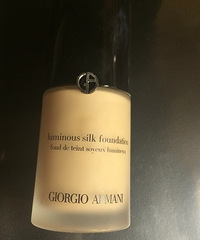 luminous silk foundation
fond de teint soyeux lumineux
GIORGIO ARMANI